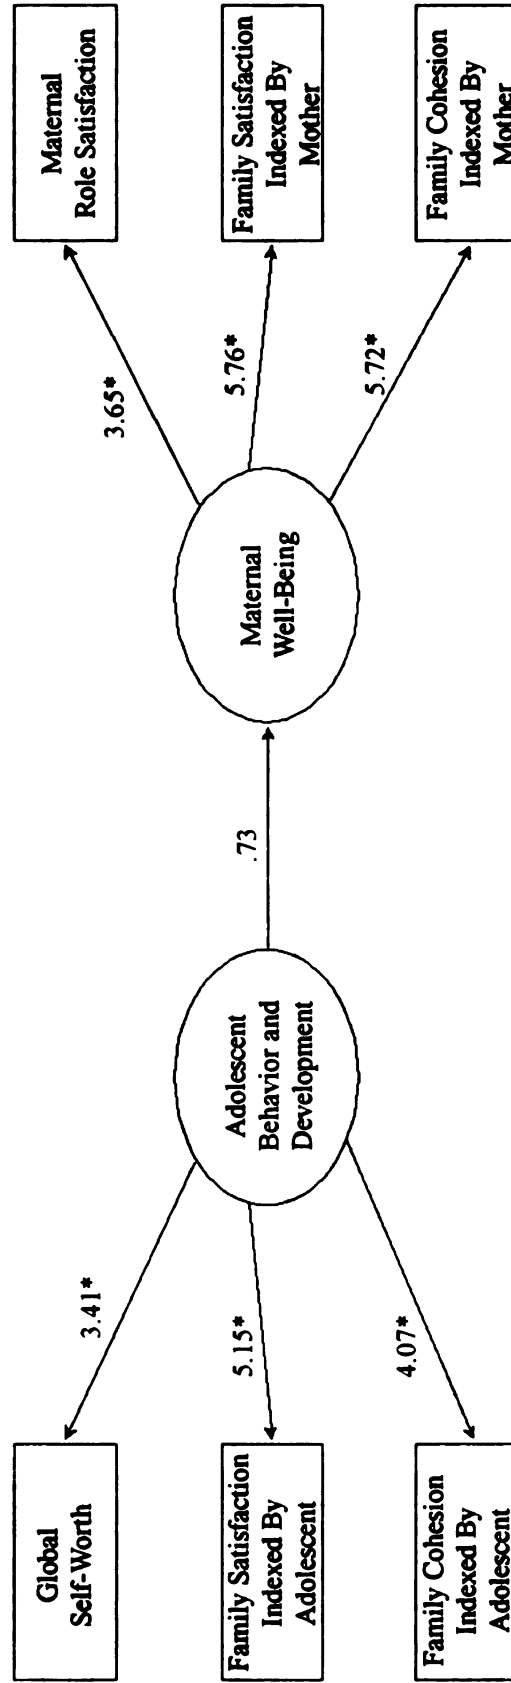 Global
Self-Worth
Family Satisfaction
Indexed By
Adolescent
Family Cohesion
Indexed By
Adolescent
3.41*
5.15*
4.07*
Adolescent
Behavior and
Development
.73
Maternal
Well-Being
3.65*
5.76*
5.72*
Maternal
Role Satisfaction
Family Satisfaction
Indexed By
Mother
Family Cohesion
Indexed By
Mother